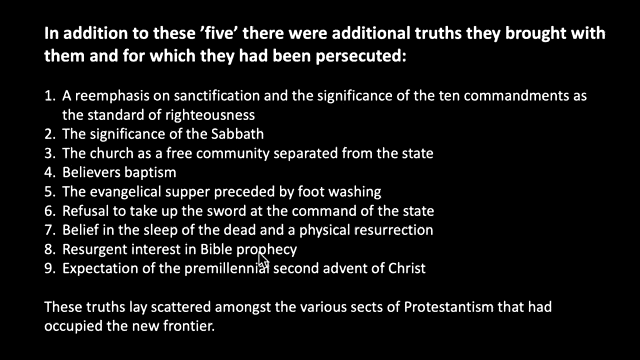 In addition to these ’five’ there were additional truths they brought with
them and for which they had been persecuted:
1. A reemphasis on sanctification and the significance of the ten commandments as
the standard of righteousness
2. The significance of the Sabbath
3. The church as a free community separated from the state
4. Believers baptism
5. The evangelical supper preceded by foot washing
6. Refusal to take up the sword at the command of the state
7. Belief in the sleep of the dead and a physical resurrection
8. Resurgent interest in Bible prophecy
9. Expectation of the premillennial second advent of Christ
These truths lay scattered amongst the various sects of Protestantism that had
occupied the new frontier.